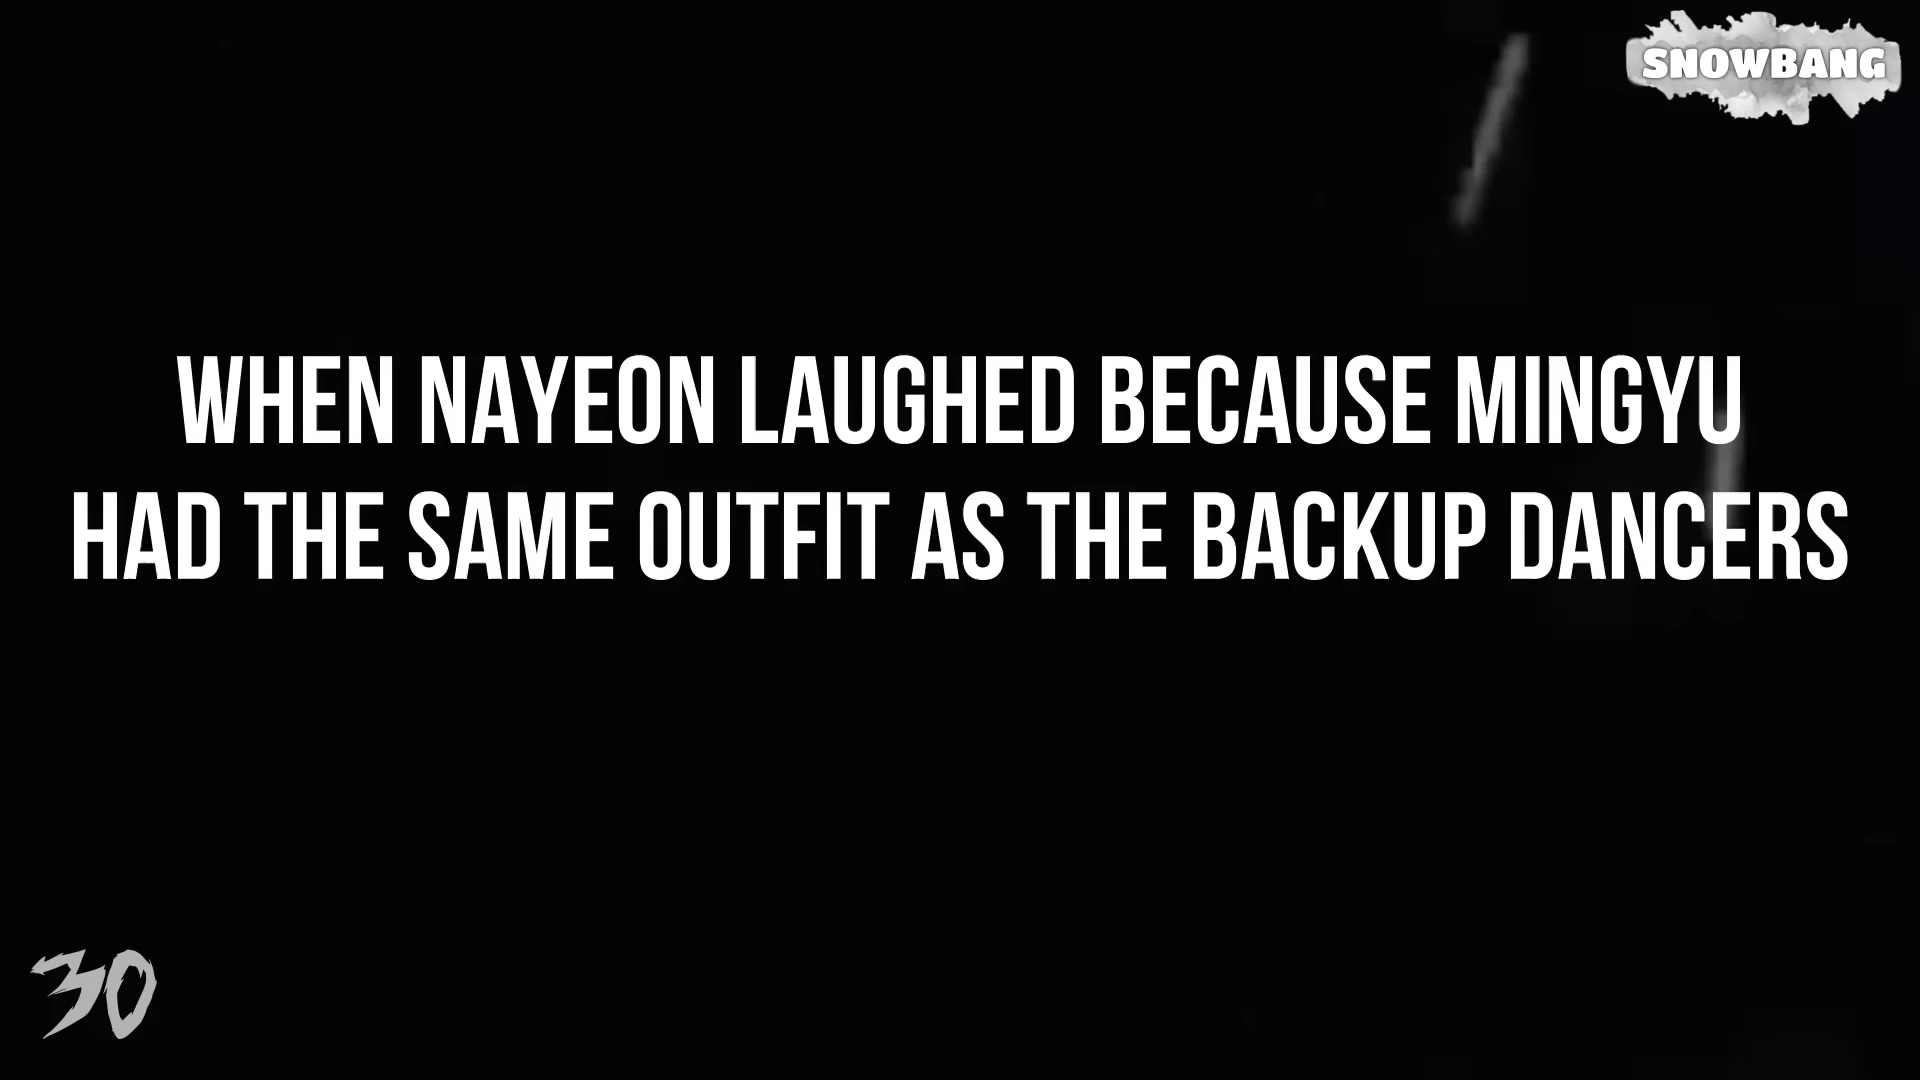 SNOWBANG
WHEN NAYEON LAUGHED BECAUSE MINGYU
HAD THE SAME OUTFIT AS THE BACKUP DANCERS
30